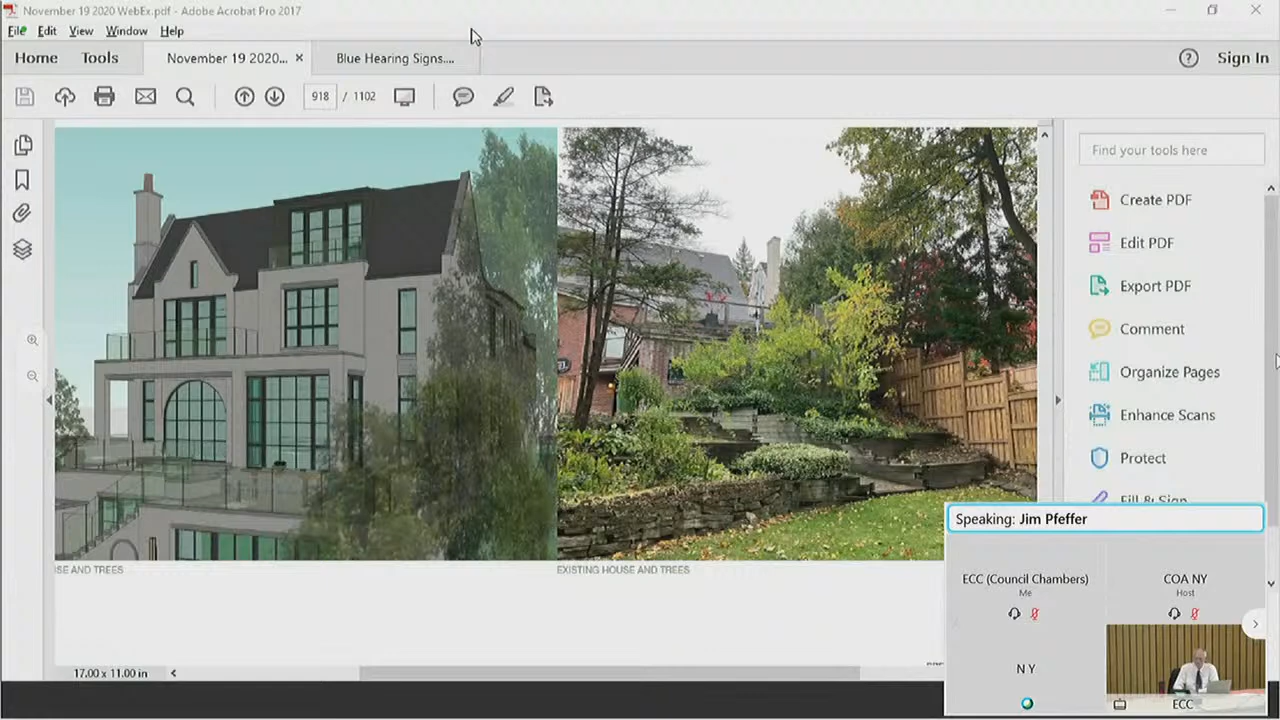 November 19 2020 WebEx.pdf - Adobe Acrobat Pro 2017
File Edit View Window Help
Home Tools November 19 2020... × Blue Hearing Signs.... Sign In
918 / 1102
Find your tools here
Create PDF
Edit PDF
Export PDF
Comment
Organize Pages
Enhance Scans
Protect
Fill & Sign
SE AND TREES EXISTING HOUSE AND TREES
17.00 x 11.00 in
Speaking: Jim Pfeffer
ECC (Council Chambers)
Me
COA NY
Host
N Y
ECC